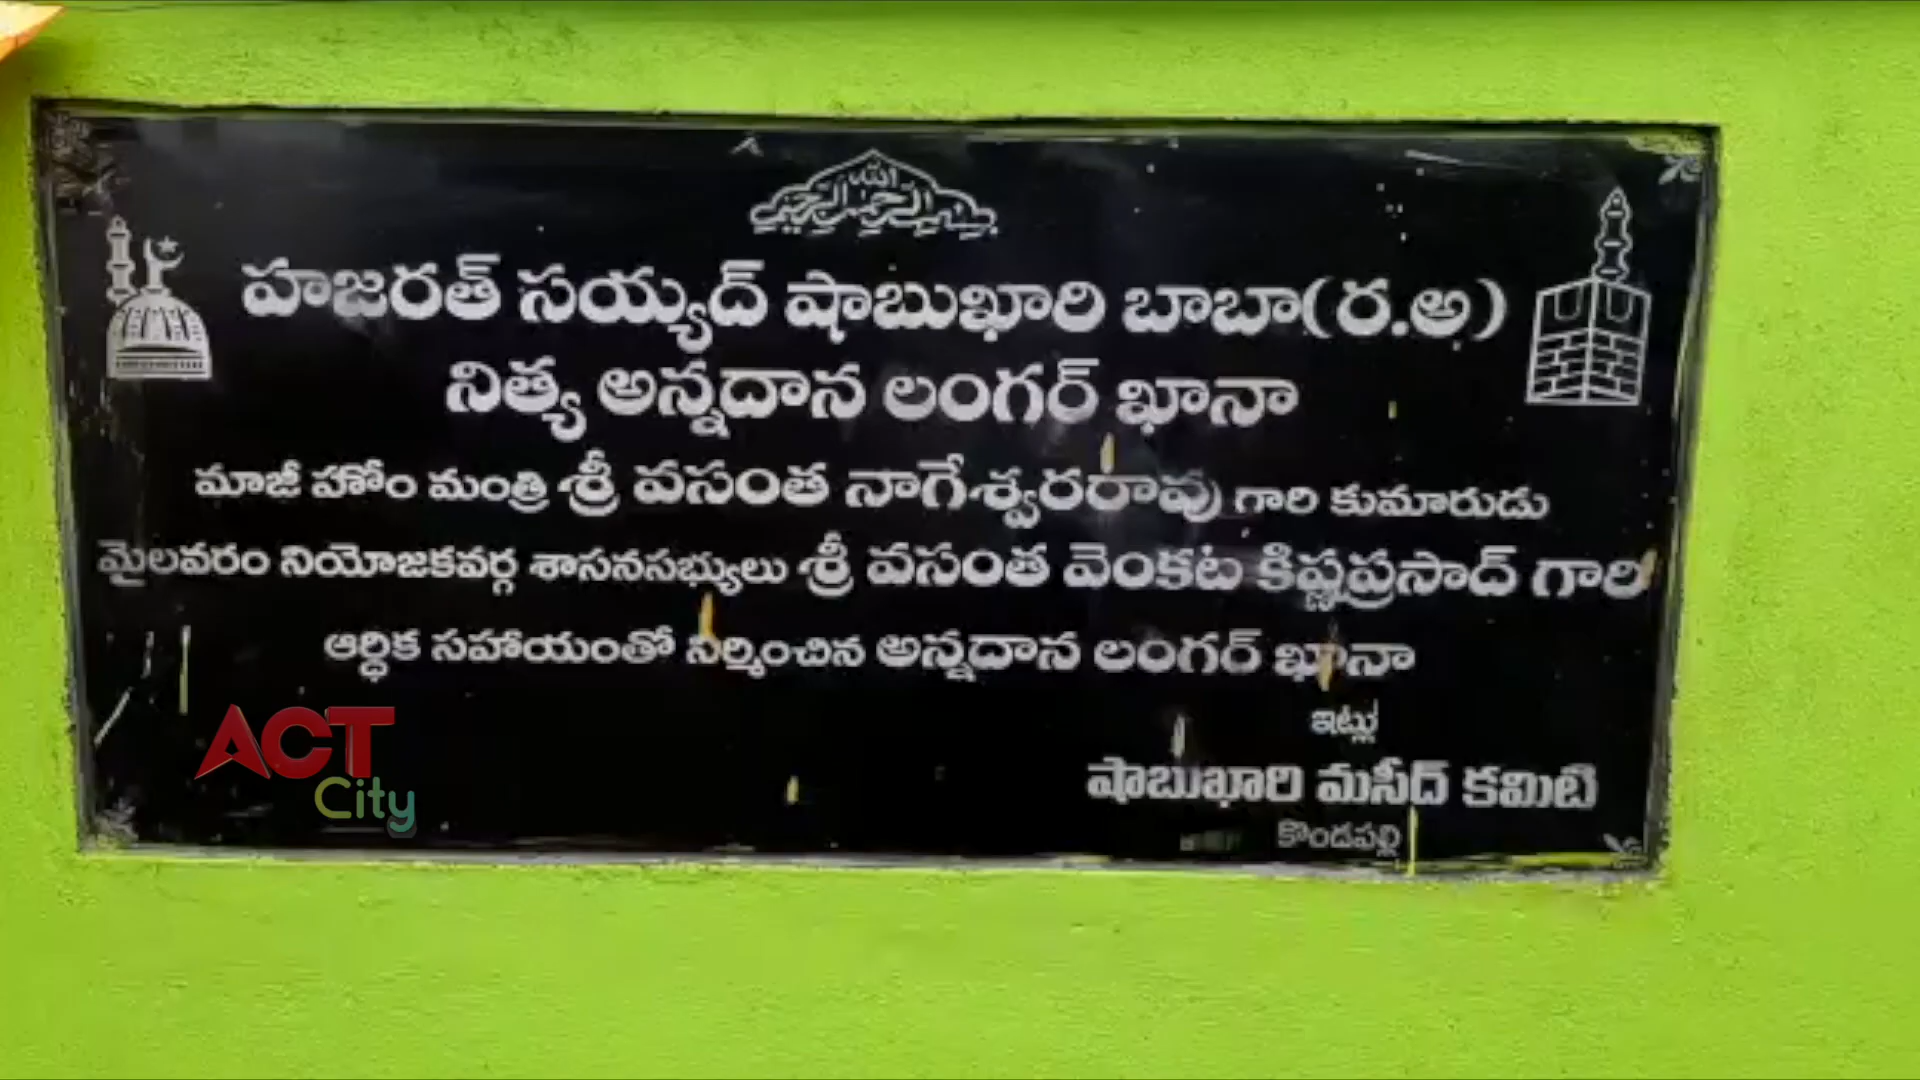 హజరత్ సయ్యద్ షాబుఖారి బాబా(ర.అ)
నిత్య అన్నదాన లంగర్ ఖానా
మాజీ హోం మంత్రి శ్రీ వసంత నాగేశ్వరరావు గారి కుమారుడు
మైలవరం నియోజకవర్గ శాసనసభ్యులు శ్రీ వసంత వెంకట కిష్ణప్రసాద్ గారి
ఆర్ధిక సహాయంతో నిర్మించిన అన్నదాన లంగర్ ఖానా
ఇట్లు
షాబుఖారి మసీద్ కమిటి
కొండపల్లి
ACT
City